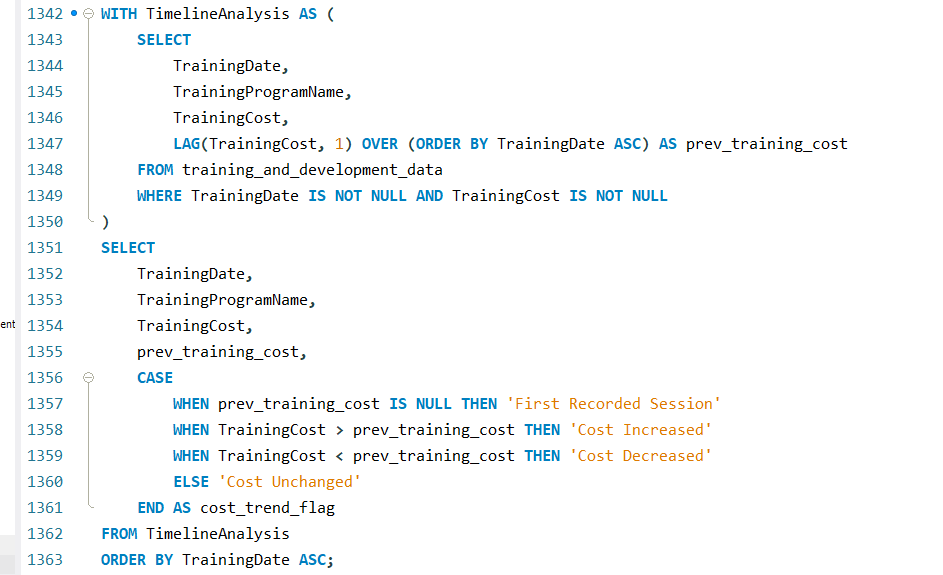 1342 WITH TimelineAnalysis AS (
1343 SELECT
1344 TrainingDate,
1345 TrainingProgramName,
1346 TrainingCost,
1347 LAG(TrainingCost, 1) OVER (ORDER BY TrainingDate ASC) AS prev_training_cost
1348 FROM training_and_development_data
1349 WHERE TrainingDate IS NOT NULL AND TrainingCost IS NOT NULL
1350 )
1351 SELECT
1352 TrainingDate,
1353 TrainingProgramName,
ent 1354 TrainingCost,
1355 prev_training_cost,
1356 CASE
1357 WHEN prev_training_cost IS NULL THEN 'First Recorded Session'
1358 WHEN TrainingCost > prev_training_cost THEN 'Cost Increased'
1359 WHEN TrainingCost < prev_training_cost THEN 'Cost Decreased'
1360 ELSE 'Cost Unchanged'
1361 END AS cost_trend_flag
1362 FROM TimelineAnalysis
1363 ORDER BY TrainingDate ASC;